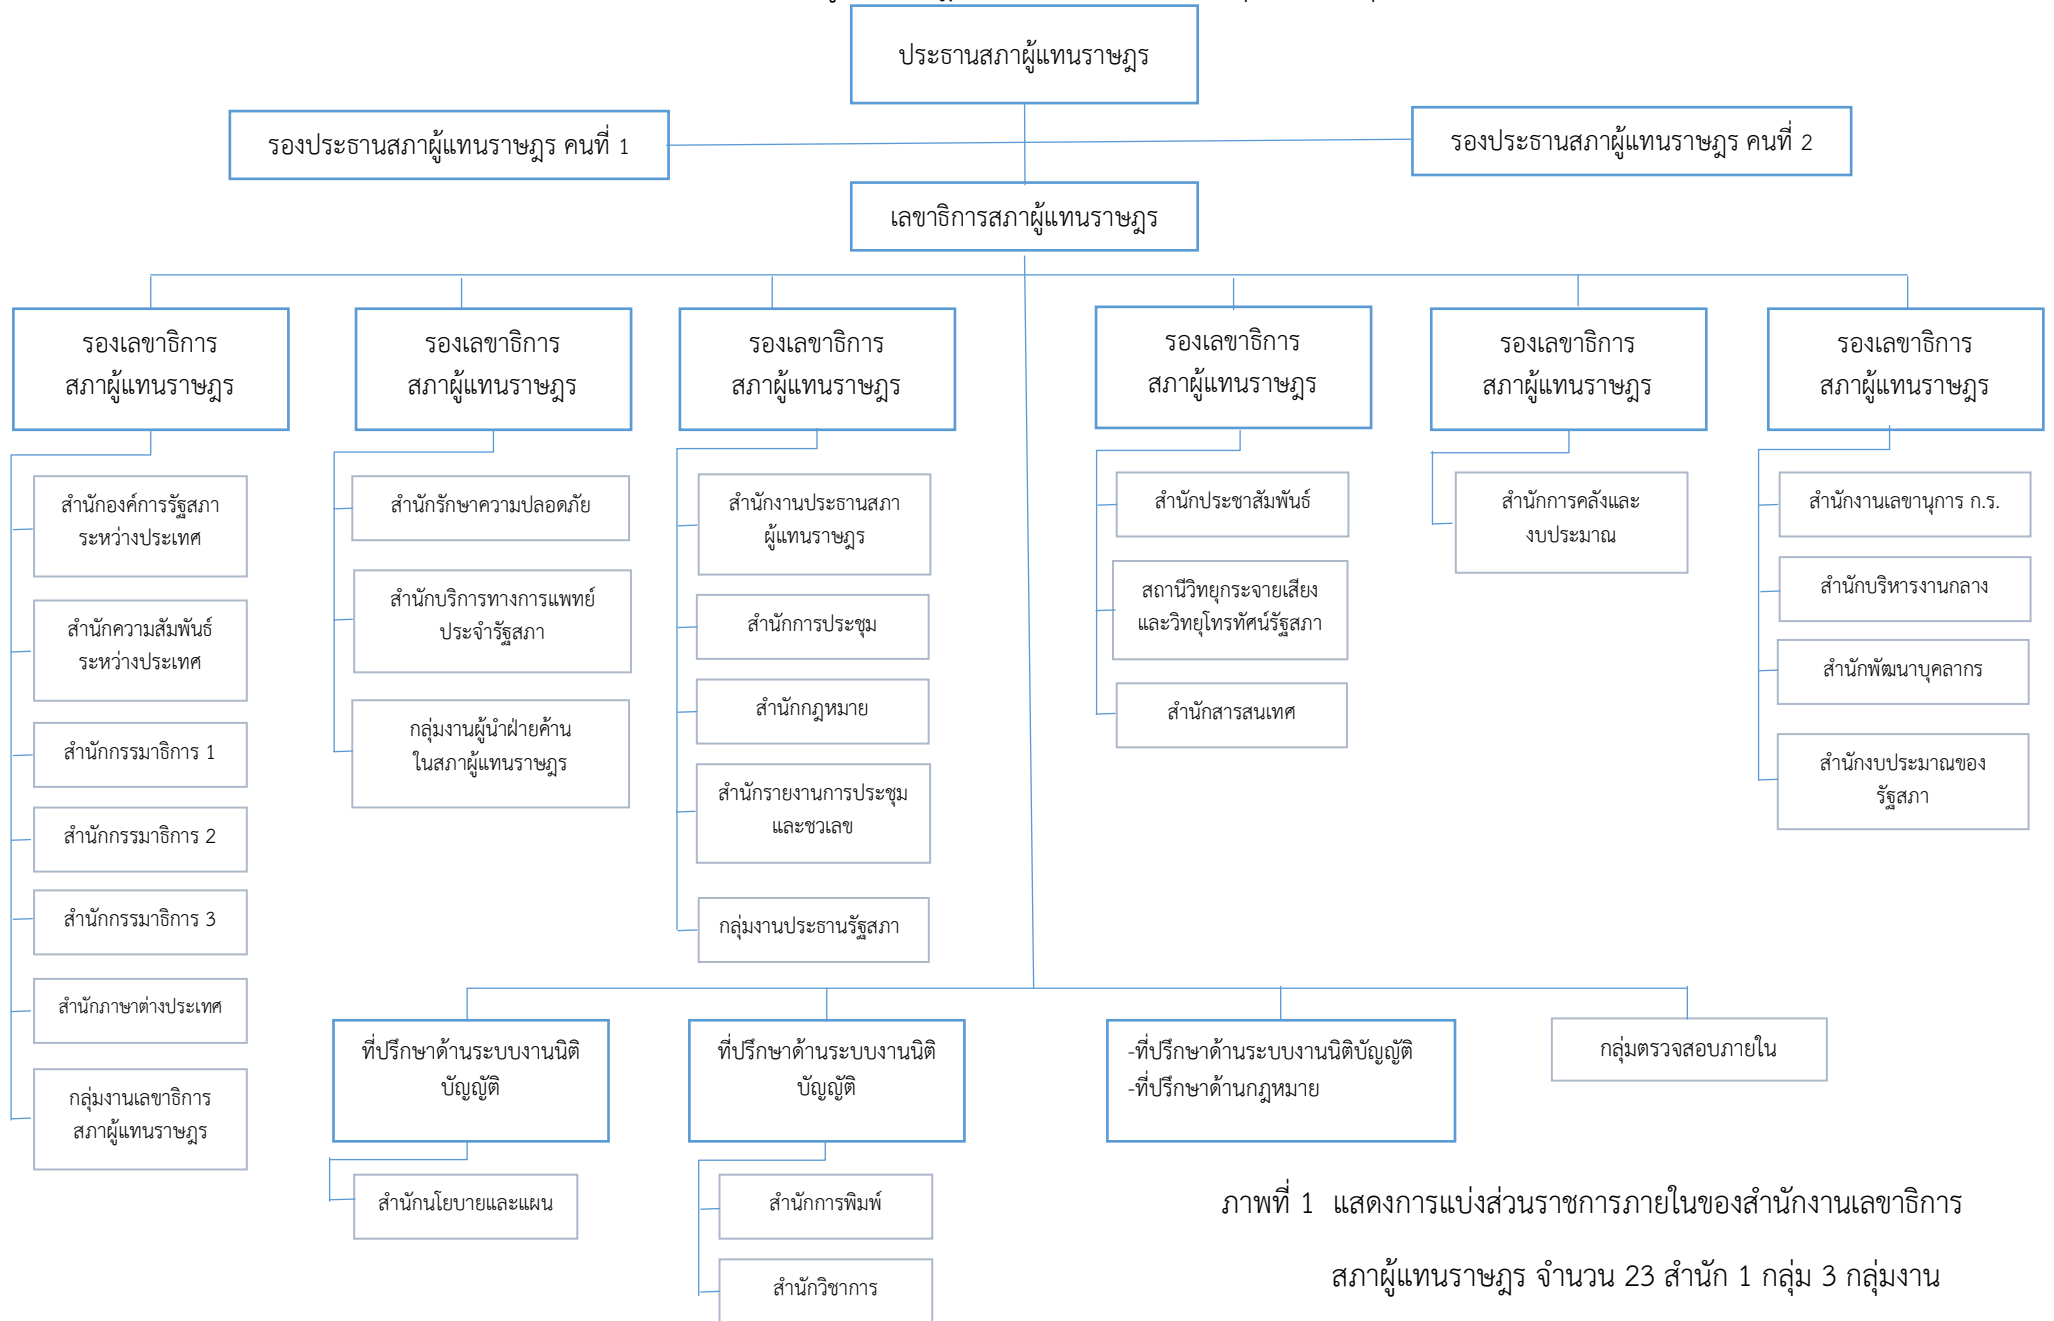 ประธานสภาผู้แทนราษฎร
รองประธานสภาผู้แทนราษฎร คนที่ 1
รองประธานสภาผู้แทนราษฎร คนที่ 2
เลขาธิการสภาผู้แทนราษฎร
รองเลขาธิการ
สภาผู้แทนราษฎร
รองเลขาธิการ
สภาผู้แทนราษฎร
รองเลขาธิการ
สภาผู้แทนราษฎร
รองเลขาธิการ
สภาผู้แทนราษฎร
รองเลขาธิการ
สภาผู้แทนราษฎร
รองเลขาธิการ
สภาผู้แทนราษฎร
สำนักองค์การรัฐสภา
ระหว่างประเทศ
สำนักความสัมพันธ์
ระหว่างประเทศ
สำนักกรรมาธิการ 1
สำนักกรรมาธิการ 2
สำนักกรรมาธิการ 3
สำนักภาษาต่างประเทศ
กลุ่มงานเลขาธิการ
สภาผู้แทนราษฎร
สำนักรักษาความปลอดภัย
สำนักบริการทางการแพทย์
ประจำรัฐสภา
กลุ่มงานผู้นำฝ่ายค้าน
ในสภาผู้แทนราษฎร
สำนักงานประธานสภา
ผู้แทนราษฎร
สำนักการประชุม
สำนักกฎหมาย
สำนักรายงานการประชุม
และชวเลข
กลุ่มงานประธานรัฐสภา
สำนักประชาสัมพันธ์
สถานีวิทยุกระจายเสียง
และวิทยุโทรทัศน์รัฐสภา
สำนักสารสนเทศ
สำนักการคลังและ
งบประมาณ
สำนักงานเลขานุการ ก.ร.
สำนักบริหารงานกลาง
สำนักพัฒนาบุคลากร
สำนักงบประมาณของ
รัฐสภา
ที่ปรึกษาด้านระบบงานนิติ
บัญญัติ
สำนักนโยบายและแผน
ที่ปรึกษาด้านระบบงานนิติ
บัญญัติ
สำนักการพิมพ์
สำนักวิชาการ
-ที่ปรึกษาด้านระบบงานนิติบัญญัติ
-ที่ปรึกษาด้านกฎหมาย
กลุ่มตรวจสอบภายใน
ภาพที่ 1 แสดงการแบ่งส่วนราชการภายในของสำนักงานเลขาธิการ
สภาผู้แทนราษฎร จำนวน 23 สำนัก 1 กลุ่ม 3 กลุ่มงาน